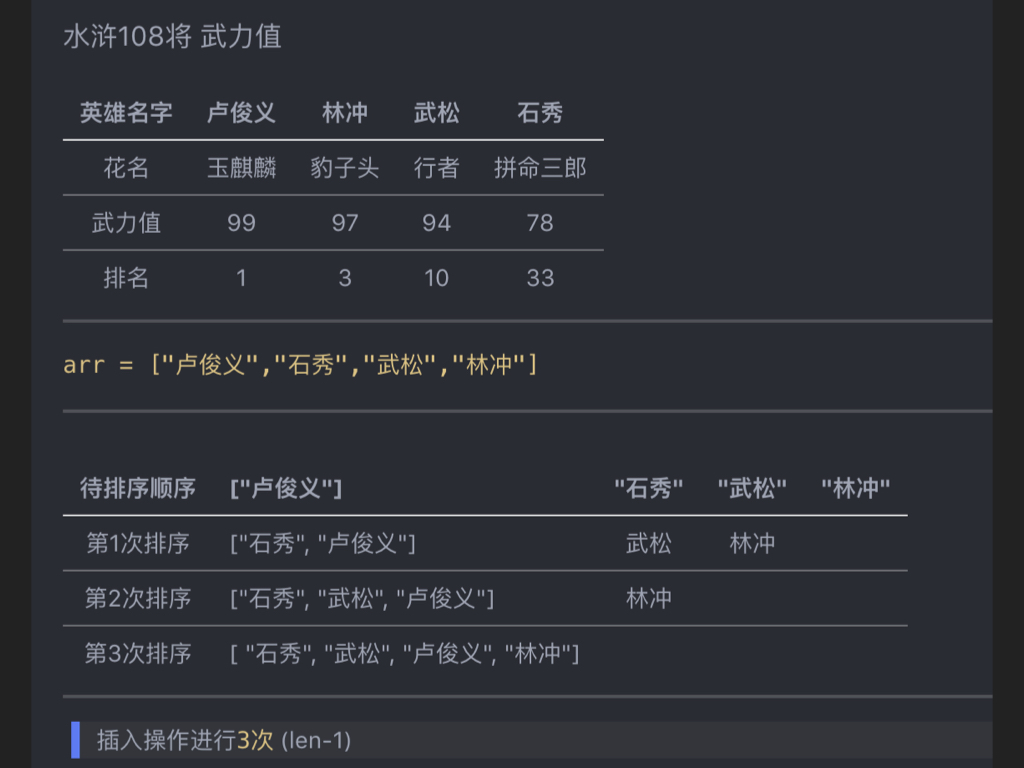 水浒108将 武力值
英雄名字 卢俊义 林冲 武松 石秀
花名 玉麒麟 豹子头 行者 拼命三郎
武力值 99 97 94 78
排名 1 3 10 33
arr = ["卢俊义","石秀","武松","林冲"]
待排序顺序 ["卢俊义"] "石秀" "武松" "林冲"
第1次排序 ["石秀", "卢俊义"] 武松 林冲
第2次排序 ["石秀", "武松", "卢俊义"] 林冲
第3次排序 [ "石秀", "武松", "卢俊义", "林冲"]
插入操作进行3次 (len-1)